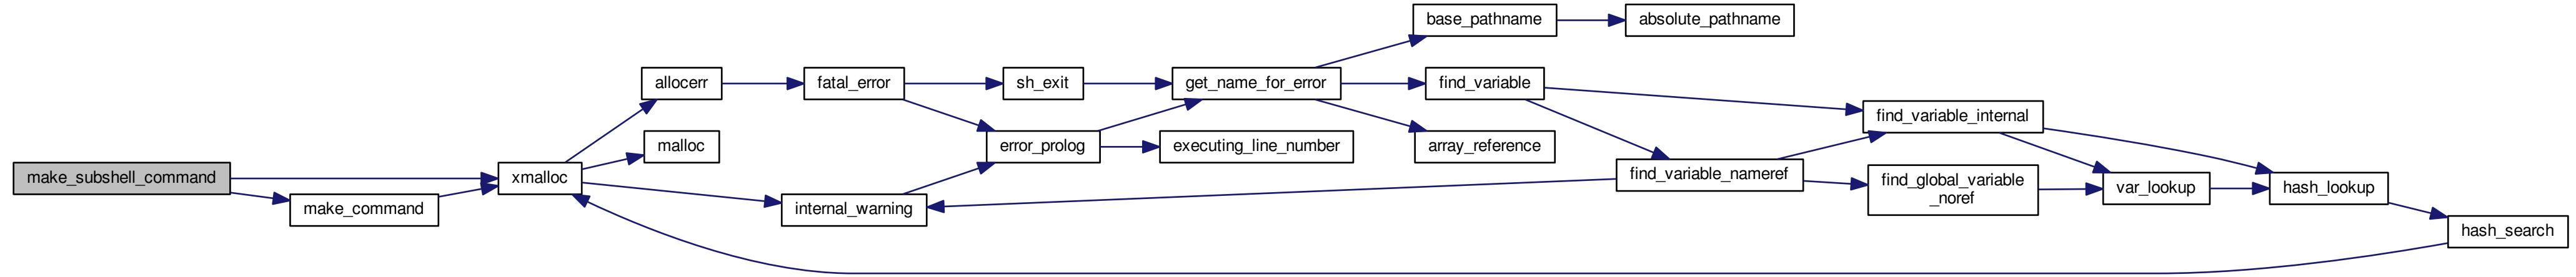 make_subshell_command
make_command
xmalloc
allocerr
malloc
internal_warning
fatal_error
sh_exit
error_prolog
get_name_for_error
executing_line_number
base_pathname
absolute_pathname
find_variable
array_reference
find_variable_nameref
find_variable_internal
find_global_variable
_noref
var_lookup
hash_lookup
hash_search